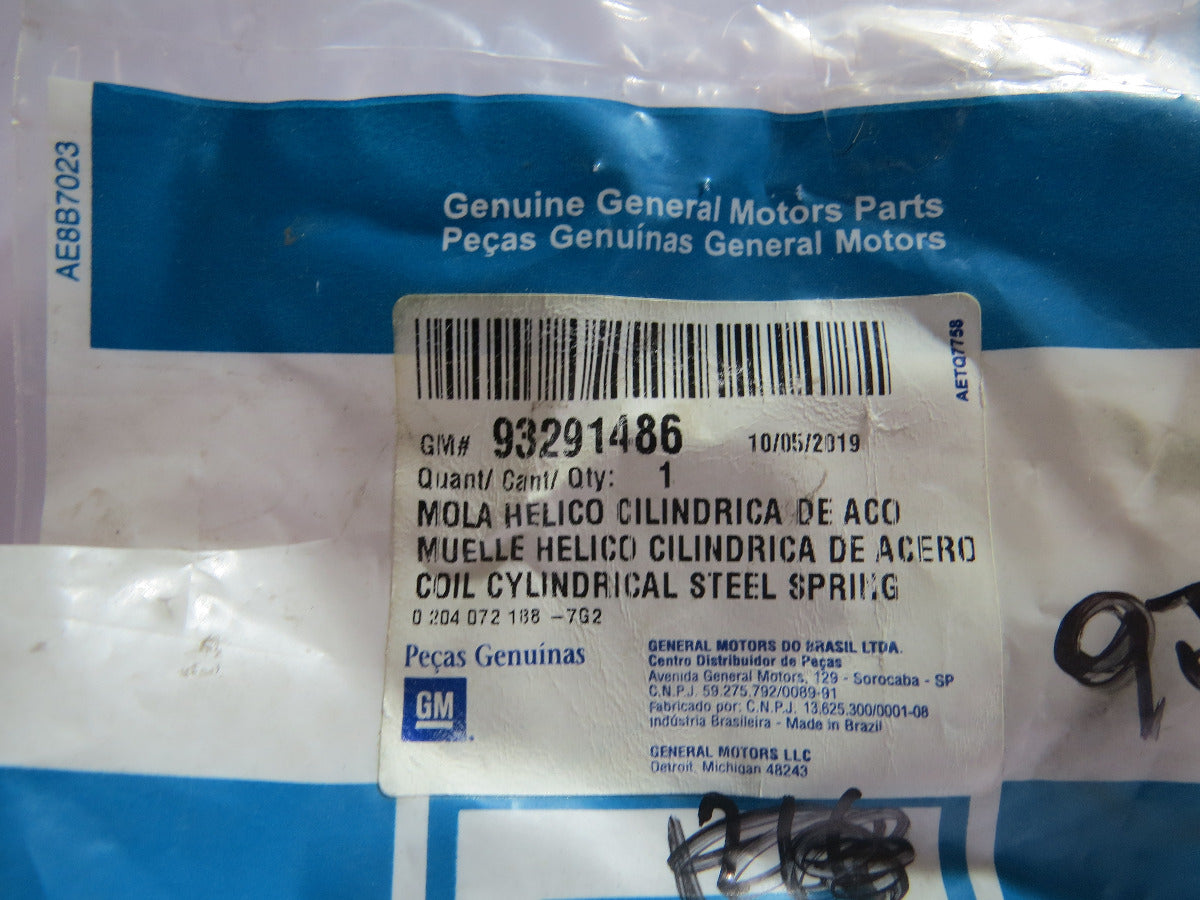 AE8B7023
Genuine General Motors Parts
Peças Genuínas General Motors
AETQ7758
GM# 93291486 10/05/2019
Quant/ Cant/ Qty: 1
MOLA HELICO CILINDRICA DE ACO
MUELLE HELICO CILINDRICA DE ACERO
COIL CYLINDRICAL STEEL SPRING
0 204 072 188 -7G2
Peças Genuínas
GM
GENERAL MOTORS DO BRASIL LTDA.
Centro Distribuidor de Peças
Avenida General Motors, 129 - Sorocaba - SP
C.N.P.J. 59.275.792/0089-91
Fabricado por: C.N.P.J. 13.625.300/0001-08
Indústria Brasileira - Made in Brazil
GENERAL MOTORS LLC
Detroit, Michigan 48243